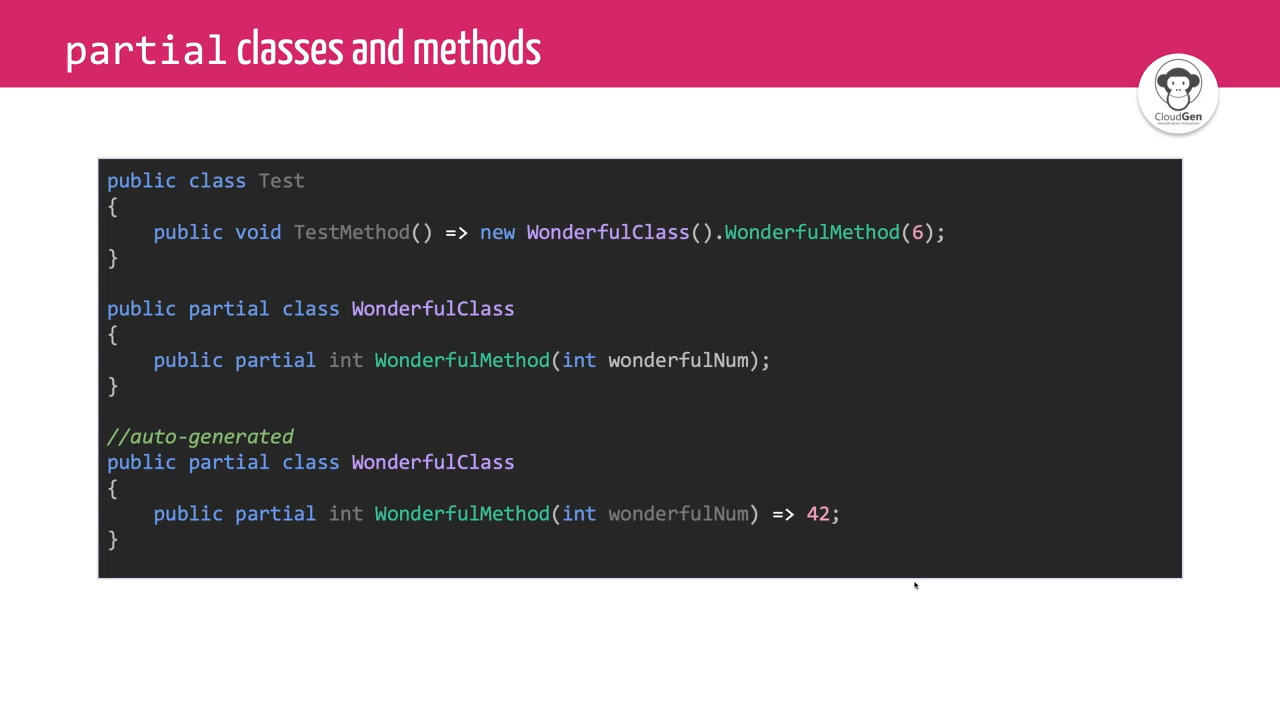 partial classes and methods
CloudGen
public class Test
{
    public void TestMethod() => new WonderfulClass().WonderfulMethod(6);
}
public partial class WonderfulClass
{
    public partial int WonderfulMethod(int wonderfulNum);
}
//auto-generated
public partial class WonderfulClass
{
    public partial int WonderfulMethod(int wonderfulNum) => 42;
}